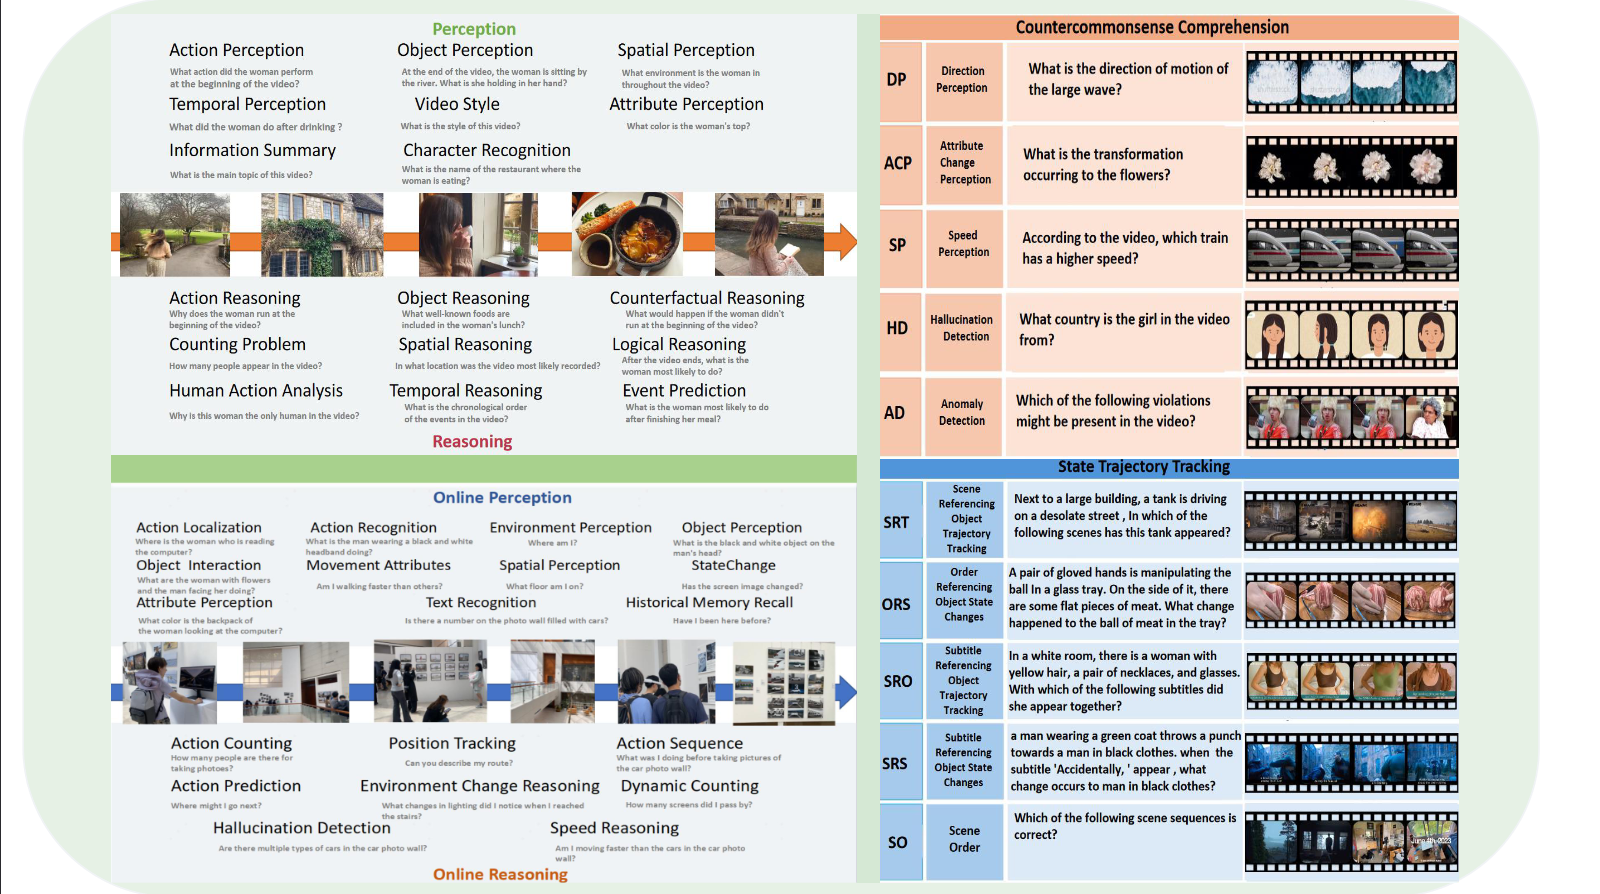 Perception
Action Perception
What action did the woman perform
at the beginning of the video?
Object Perception
At the end of the video, the woman is sitting by
the river. What is she holding in her hand?
Spatial Perception
What environment is the woman in
throughout the video?
Temporal Perception
What did the woman do after drinking ?
Video Style
What is the style of this video?
Attribute Perception
What color is the woman's top?
Information Summary
What is the main topic of this video?
Character Recognition
What is the name of the restaurant where the
woman is eating?
Action Reasoning
Why does the woman run at the
beginning of the video?
Object Reasoning
What well-known foods are
included in the woman's lunch?
Counterfactual Reasoning
What would happen if the woman didn't
run at the beginning of the video?
Counting Problem
How many people appear in the video?
Spatial Reasoning
In what location was the video most likely recorded?
Logical Reasoning
After the video ends, what is the
woman most likely to do?
Human Action Analysis
Why is this woman the only human in the video?
Temporal Reasoning
What is the chronological order
of the events in the video?
Event Prediction
What is the woman most likely to do
after finishing her meal?
Reasoning
Online Perception
Action Localization
Where is the woman who is reading
the computer?
Action Recognition
What is the man wearing a black and white
headband doing?
Environment Perception
Where am I?
Object Perception
What is the black and white object on the
man's head?
Object Interaction
What are the woman with flowers
and the man facing her doing?
Movement Attributes
Am I walking faster than others?
Spatial Perception
What floor am I on?
StateChange
Has the screen image changed?
Attribute Perception
What color is the backpack of
the woman looking at the computer?
Text Recognition
Is there a number on the photo wall filled with cars?
Historical Memory Recall
Have I been here before?
Action Counting
How many people are there for
taking photoes?
Position Tracking
Can you describe my route?
Action Sequence
What was I doing before taking pictures of
the car photo wall?
Action Prediction
Where might I go next?
Environment Change Reasoning
What changes in lighting did I notice when I reached
the stairs?
Dynamic Counting
How many screens did I pass by?
Hallucination Detection
Are there multiple types of cars in the car photo wall?
Speed Reasoning
Am I moving faster than the cars in the car photo
wall?
Online Reasoning
Countercommonsense Comprehension
DP
Direction
Perception
What is the direction of motion of
the large wave?
ACP
Attribute
Change
Perception
What is the transformation
occurring to the flowers?
SP
Speed
Perception
According to the video, which train
has a higher speed?
HD
Hallucination
Detection
What country is the girl in the video
from?
AD
Anomaly
Detection
Which of the following violations
might be present in the video?
State Trajectory Tracking
SRT
Scene
Referencing
Object
Trajectory
Tracking
Next to a large building, a tank is driving
on a desolate street , In which of the
following scenes has this tank appeared?
ORS
Order
Referencing
Object State
Changes
A pair of gloved hands is manipulating the
ball In a glass tray. On the side of it, there
are some flat pieces of meat. What change
happened to the ball of meat in the tray?
SRO
Subtitle
Referencing
Object
Trajectory
Tracking
In a white room, there is a woman with
yellow hair, a pair of necklaces, and glasses.
With which of the following subtitles did
she appear together?
SRS
Subtitle
Referencing
Object State
Changes
a man wearing a green coat throws a punch
towards a man in black clothes. when the
subtitle 'Accidentally, ' appear , what
change occurs to man in black clothes?
SO
Scene
Order
Which of the following scene sequences is
correct?